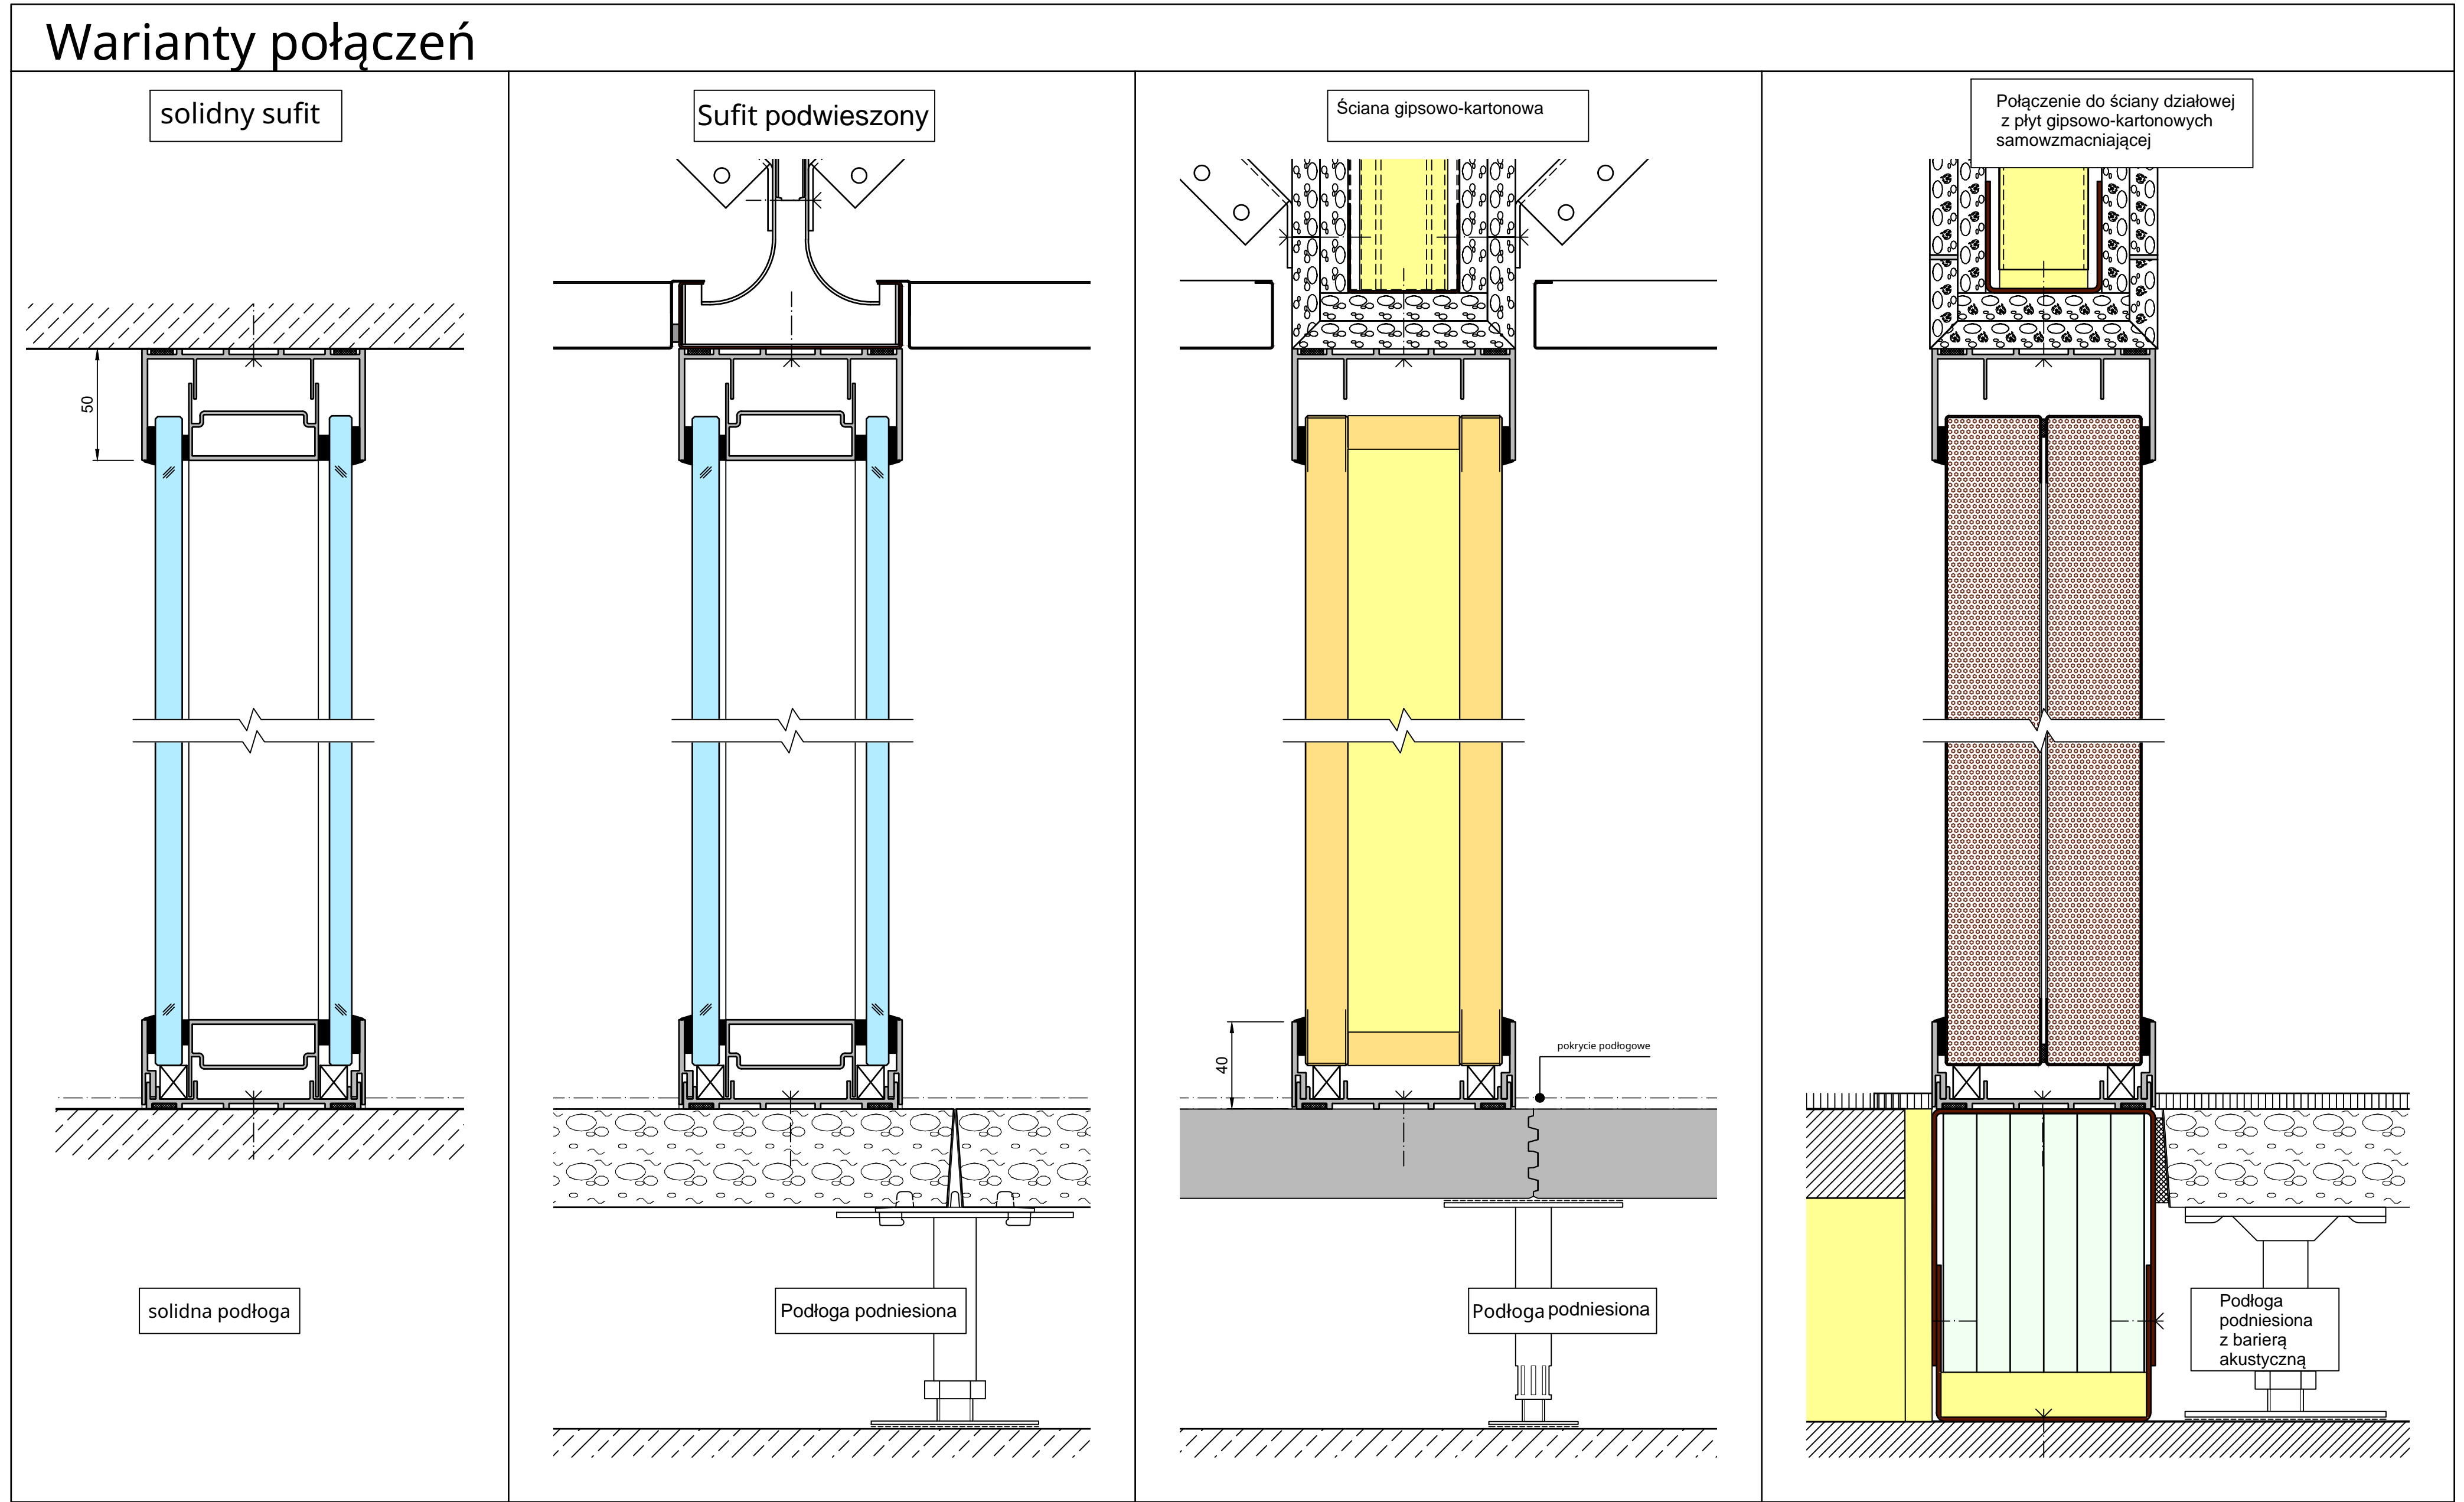 Warianty połączeń
solidny sufit
Sufit podwieszony
Ściana gipsowo-kartonowa
Połączenie do ściany działowej
z płyt gipsowo-kartonowych
samowzmacniającej
50
40
pokrycie podłogowe
solidna podłoga
Podłoga podniesiona
Podłoga podniesiona
Podłoga
podniesiona
z barierą
akustyczną